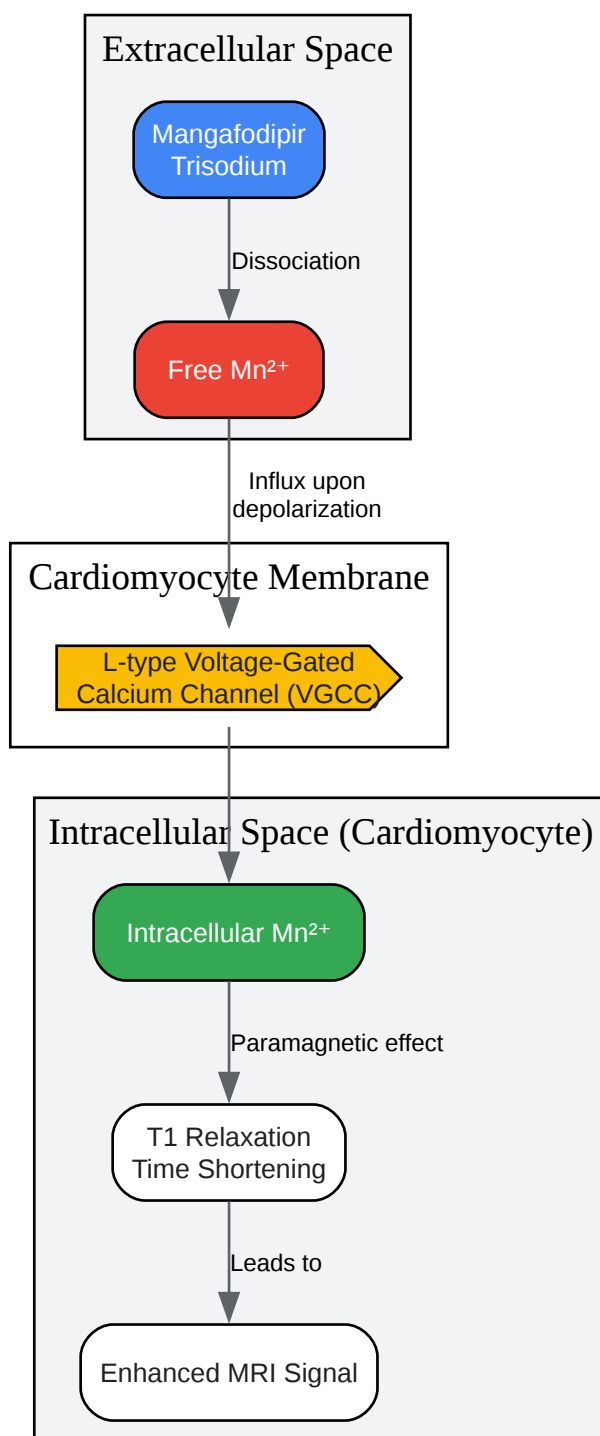 Extracellular Space
Mangafodipir
Trisodium
Dissociation
Free Mn²⁺
Influx upon
depolarization
Cardiomyocyte Membrane
L-type Voltage-Gated
Calcium Channel (VGCC)
Intracellular Space (Cardiomyocyte)
Intracellular Mn²⁺
Paramagnetic effect
T1 Relaxation
Time Shortening
Leads to
Enhanced MRI Signal